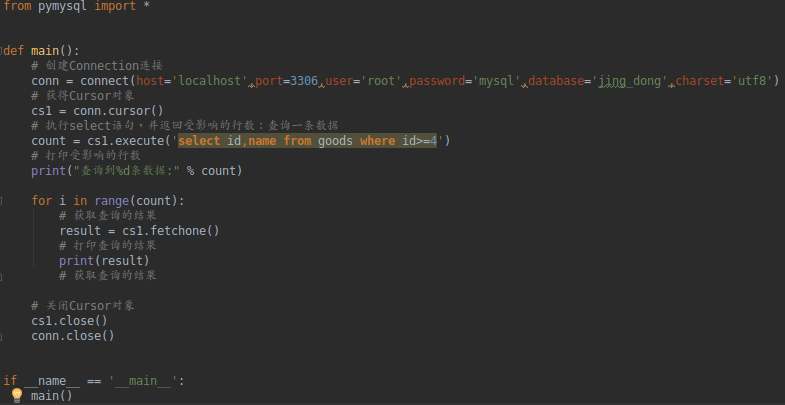 from pymysql import *
def main():
    # 创建Connection连接
    conn = connect(host='localhost',port=3306,user='root',password='mysql',database='jing_dong',charset='utf8')
    # 获得Cursor对象
    cs1 = conn.cursor()
    # 执行select语句，并返回受影响的行数：查询一条数据
    count = cs1.execute('select id,name from goods where id>=4')
    # 打印受影响的行数
    print("查询到%d条数据:" % count)
    for i in range(count):
        # 获取查询的结果
        result = cs1.fetchone()
        # 打印查询的结果
        print(result)
        # 获取查询的结果
    # 关闭Cursor对象
    cs1.close()
    conn.close()
if __name__ == '__main__':
    main()